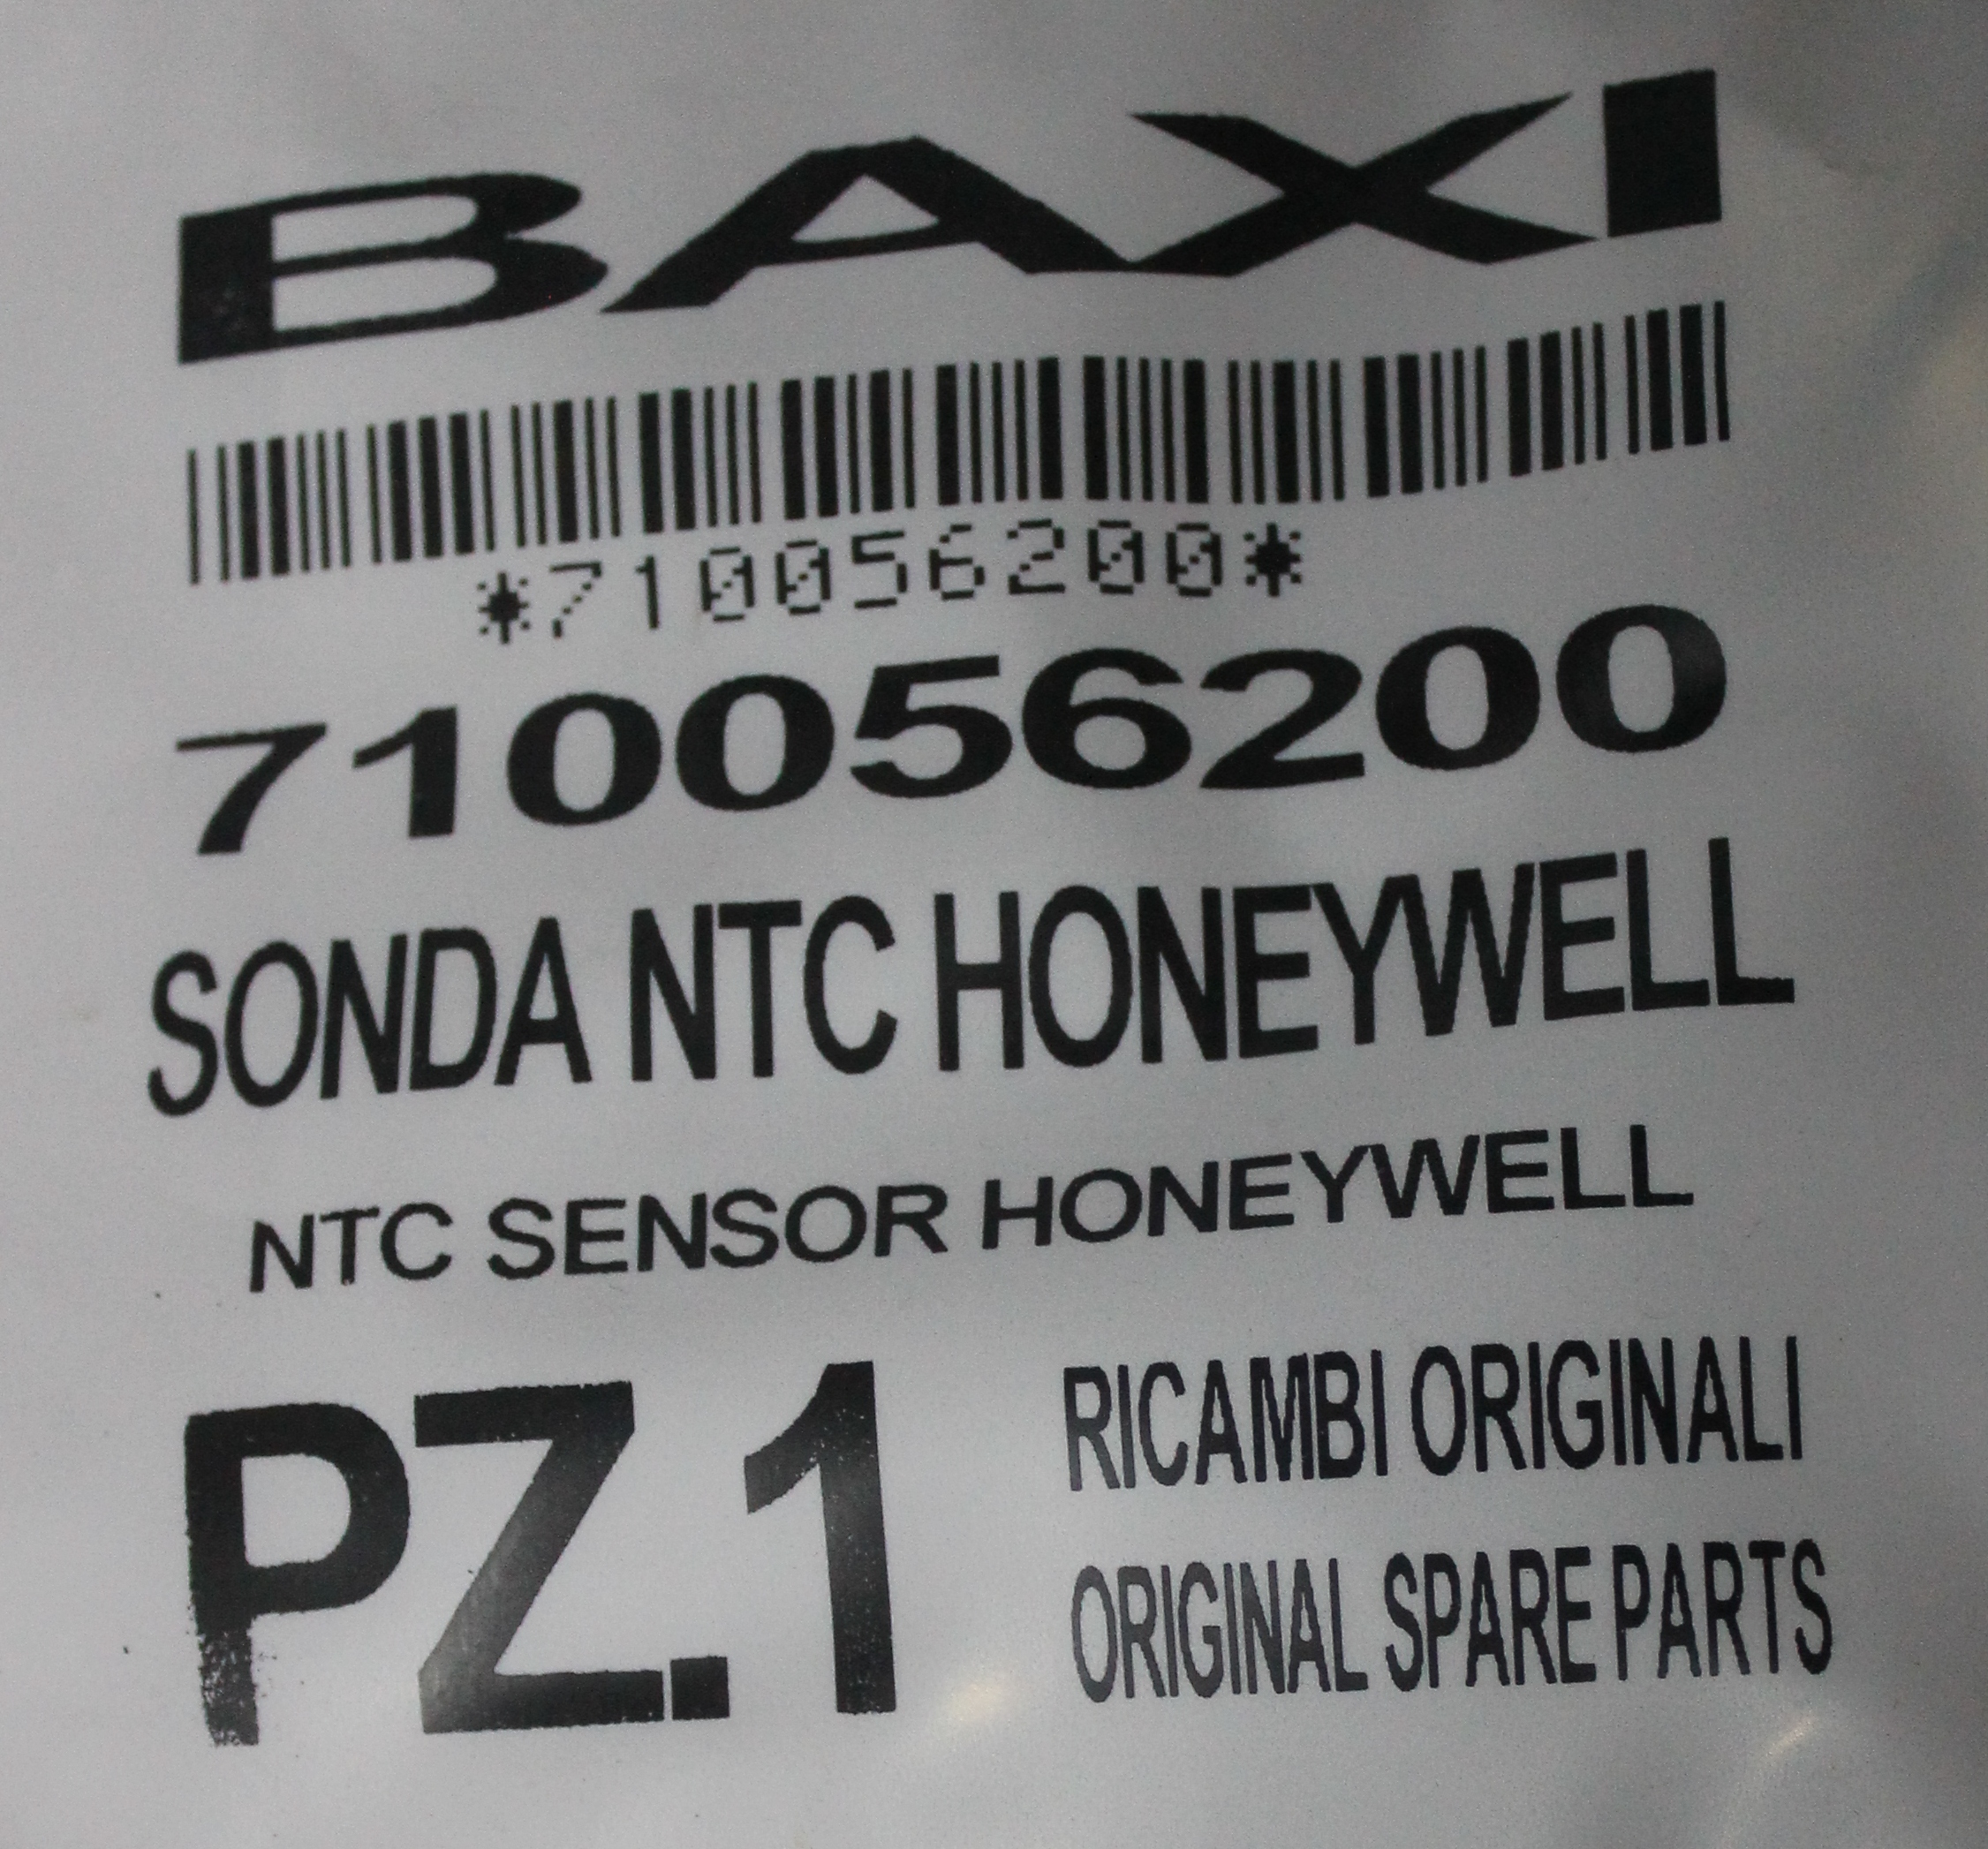 BAXI
*710056200*
710056200
SONDA NTC HONEYWELL
NTC SENSOR HONEYWELL
PZ.1
RICAMBI ORIGINALI
ORIGINAL SPARE PARTS